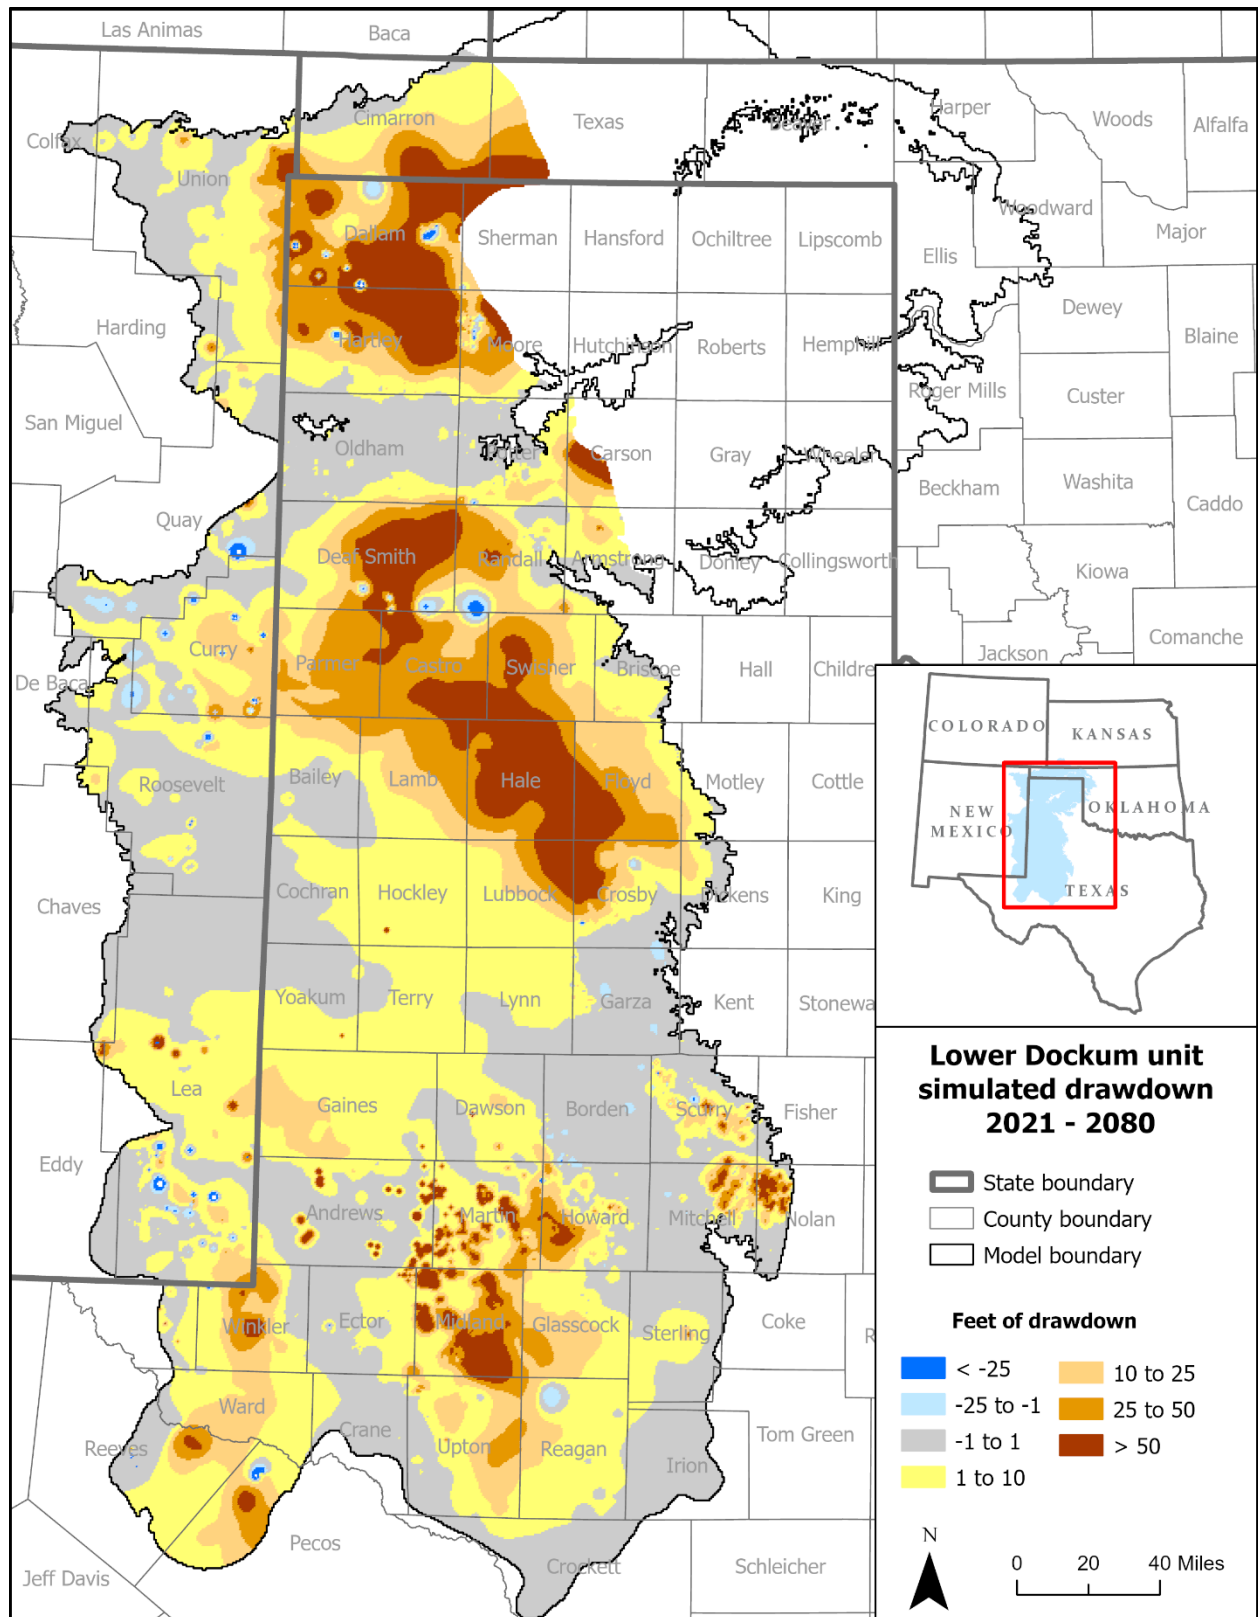 Las Animas
Baca
Cimarron
Texas
Beaver
Harper
Woods
Alfalfa
Colfax
Union
Woodward
Major
Dallam
Sherman
Hansford
Ochiltree
Lipscomb
Ellis
Dewey
Blaine
Harding
Hartley
Moore
Hutchinson
Roberts
Hemphill
Roger Mills
Custer
San Miguel
Oldham
Potter
Carson
Gray
Wheeler
Beckham
Washita
Caddo
Quay
Deaf Smith
Randall
Armstrong
Donley
Collingsworth
Kiowa
Comanche
Curry
Parmer
Castro
Swisher
Briscoe
Hall
Childre
Jackson
De Baca
Roosevelt
Bailey
Lamb
Hale
Floyd
Motley
Cottle
Chaves
Cochran
Hockley
Lubbock
Crosby
Dickens
King
Yoakum
Terry
Lynn
Garza
Kent
Stonewa
Lea
Gaines
Dawson
Borden
Scurry
Fisher
Eddy
Andrews
Martin
Howard
Mitchell
Nolan
Winkler
Ector
Midland
Glasscock
Sterling
Coke
R
Ward
Crane
Upton
Reagan
Irion
Tom Green
Reeves
Pecos
Jeff Davis
Crockett
Schleicher
COLORADO
KANSAS
NEW
MEXICO
OKLAHOMA
TEXAS
Lower Dockum unit
simulated drawdown
2021 - 2080
State boundary
County boundary
Model boundary
Feet of drawdown
< -25
-25 to -1
-1 to 1
1 to 10
10 to 25
25 to 50
> 50
N
0 20 40 Miles